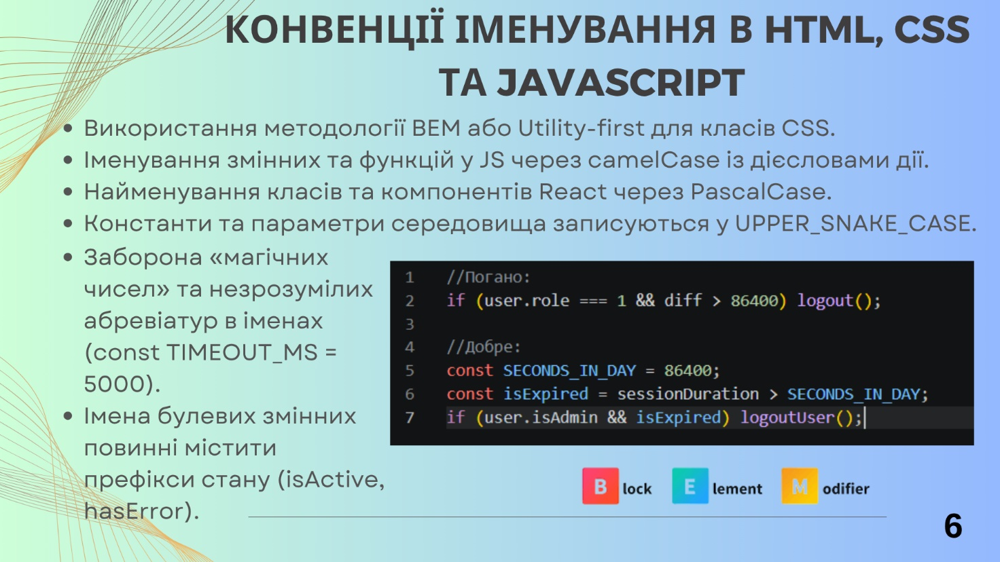 КОНВЕНЦІЇ ІМЕНУВАННЯ В HTML, CSS
ТА JAVASCRIPT
• Використання методології BEM або Utility-first для класів CSS.
• Іменування змінних та функцій у JS через camelCase із дієсловами дії.
• Найменування класів та компонентів React через PascalCase.
• Константи та параметри середовища записуються у UPPER_SNAKE_CASE.
• Заборона «магічних
чисел» та незрозумілих
абревіатур в іменах
(const TIMEOUT_MS =
5000).
• Імена булевих змінних
повинні містити
префікси стану (isActive,
hasError).
1 //Погано:
2 if (user.role === 1 && diff > 86400) logout();
3
4 //Добре:
5 const SECONDS_IN_DAY = 86400;
6 const isExpired = sessionDuration > SECONDS_IN_DAY;
7 if (user.isAdmin && isExpired) logoutUser();
B lock E lement M odifier
6